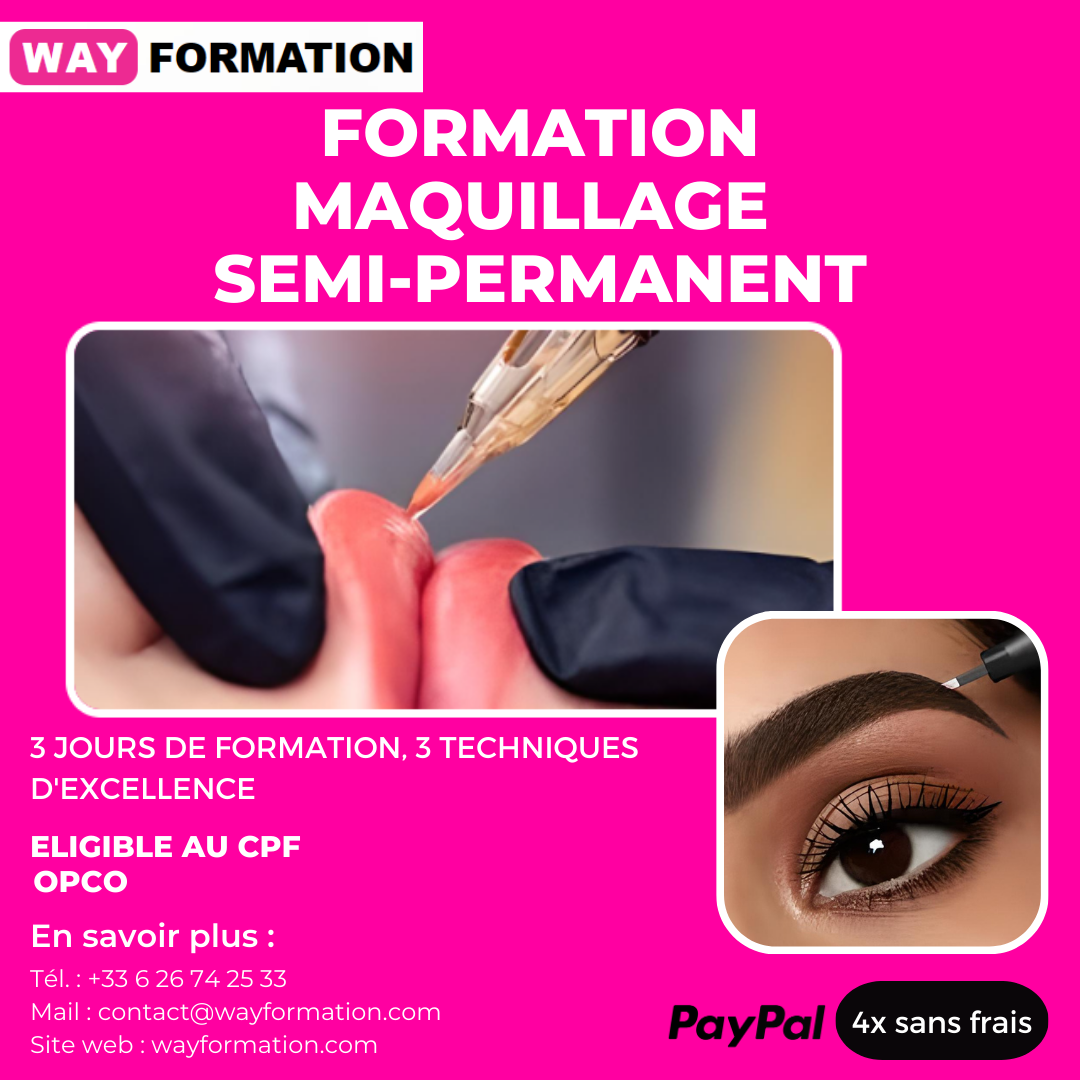 WAY FORMATION
FORMATION
MAQUILLAGE
SEMI-PERMANENT
3 JOURS DE FORMATION, 3 TECHNIQUES
D'EXCELLENCE
ELIGIBLE AU CPF
OPCO
En savoir plus :
Tél. : +33 6 26 74 25 33
Mail : contact@wayformation.com
Site web : wayformation.com
PayPal 4x sans frais